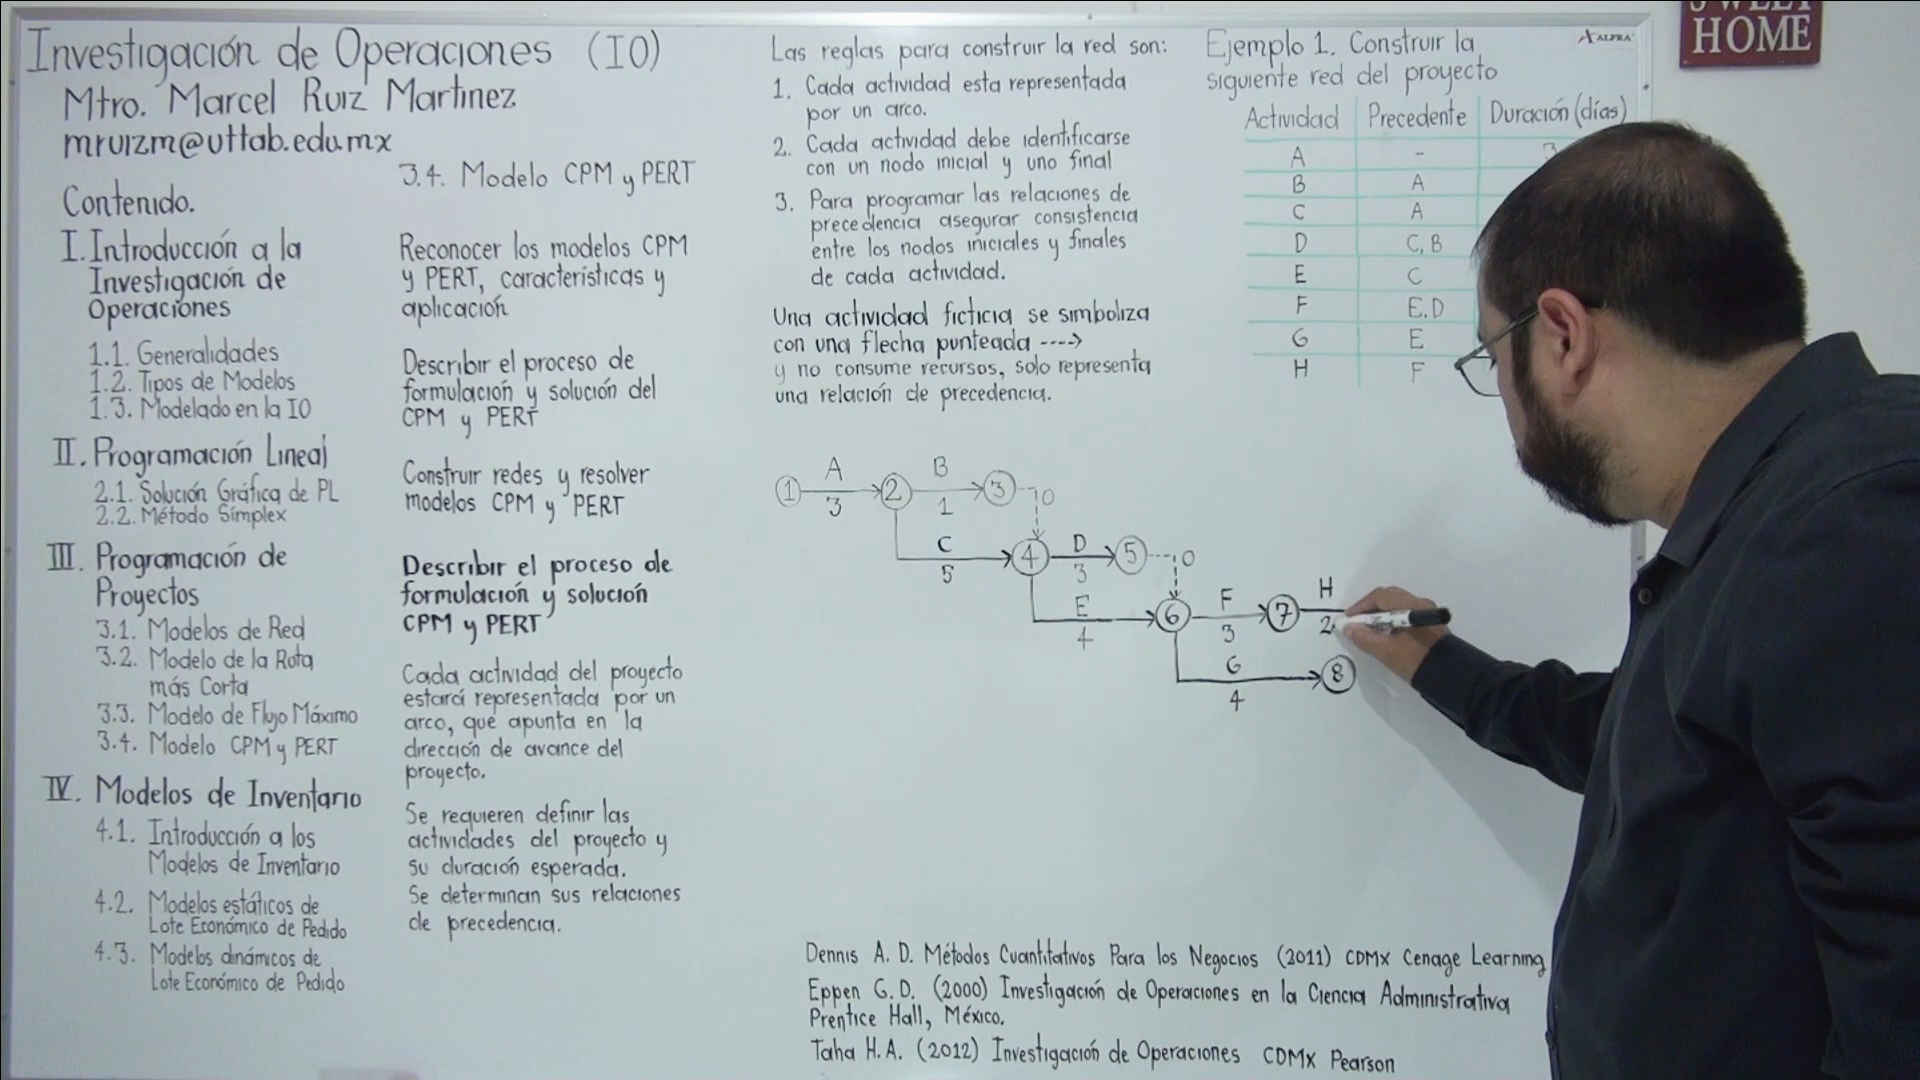 Investigación de Operaciones (IO)
Mtro. Marcel Ruiz Martinez
mruizm@uttab.edu.mx
3.4. Modelo CPM y PERT
Contenido.
I. Introducción a la
Investigación de
Operaciones
1.1. Generalidades
1.2. Tipos de Modelos
1.3. Modelado en la IO
II. Programación Lineal
2.1. Solución Gráfica de PL
2.2. Método Simplex
III. Programación de
Proyectos
3.1. Modelos de Red
3.2. Modelo de la Ruta
más Corta
3.3. Modelo de Flujo Máximo
3.4. Modelo CPM y PERT
IV. Modelos de Inventario
4.1. Introducción a los
Modelos de Inventario
4.2. Modelos estáticos de
Lote Económico de Pedido
4.3. Modelos dinámicos de
Lote Económico de Pedido
Reconocer los modelos CPM
y PERT, características y
aplicación
Describir el proceso de
formulación y solución del
CPM y PERT
Construir redes y resolver
modelos CPM y PERT
Describir el proceso de
formulación y solución
CPM y PERT
Cada actividad del proyecto
estará representada por un
arco, que apunta en la
dirección de avance del
proyecto.
Se requieren definir las
actividades del proyecto y
su duración esperada.
Se determinan sus relaciones
de precedencia.
Las reglas para construir la red son:
1. Cada actividad esta representada
por un arco.
2. Cada actividad debe identificarse
con un nodo inicial y uno final
3. Para programar las relaciones de
precedencia asegurar consistencia
entre los nodos iniciales y finales
de cada actividad.
Una actividad ficticia se simboliza
con una flecha punteada ---->
y no consume recursos, solo representa
una relación de precedencia.
Ejemplo 1. Construir la
siguiente red del proyecto
Actividad Precedente Duración (días)
A - 3
B A
C A
D C, B
E C
F E, D
G E
H F
A B
1 2 3 0
3 1
C D
4 5 0
5 3
E F H
6 7
4 3 2
G
8
4
Dennis A. D. Métodos Cuantitativos Para los Negocios (2011) CDMX Cenage Learning
Eppen G. D. (2000) Investigación de Operaciones en la Ciencia Administrativa
Prentice Hall, México.
Taha H. A. (2012) Investigación de Operaciones CDMX Pearson
ALFRA
SWEET
HOME